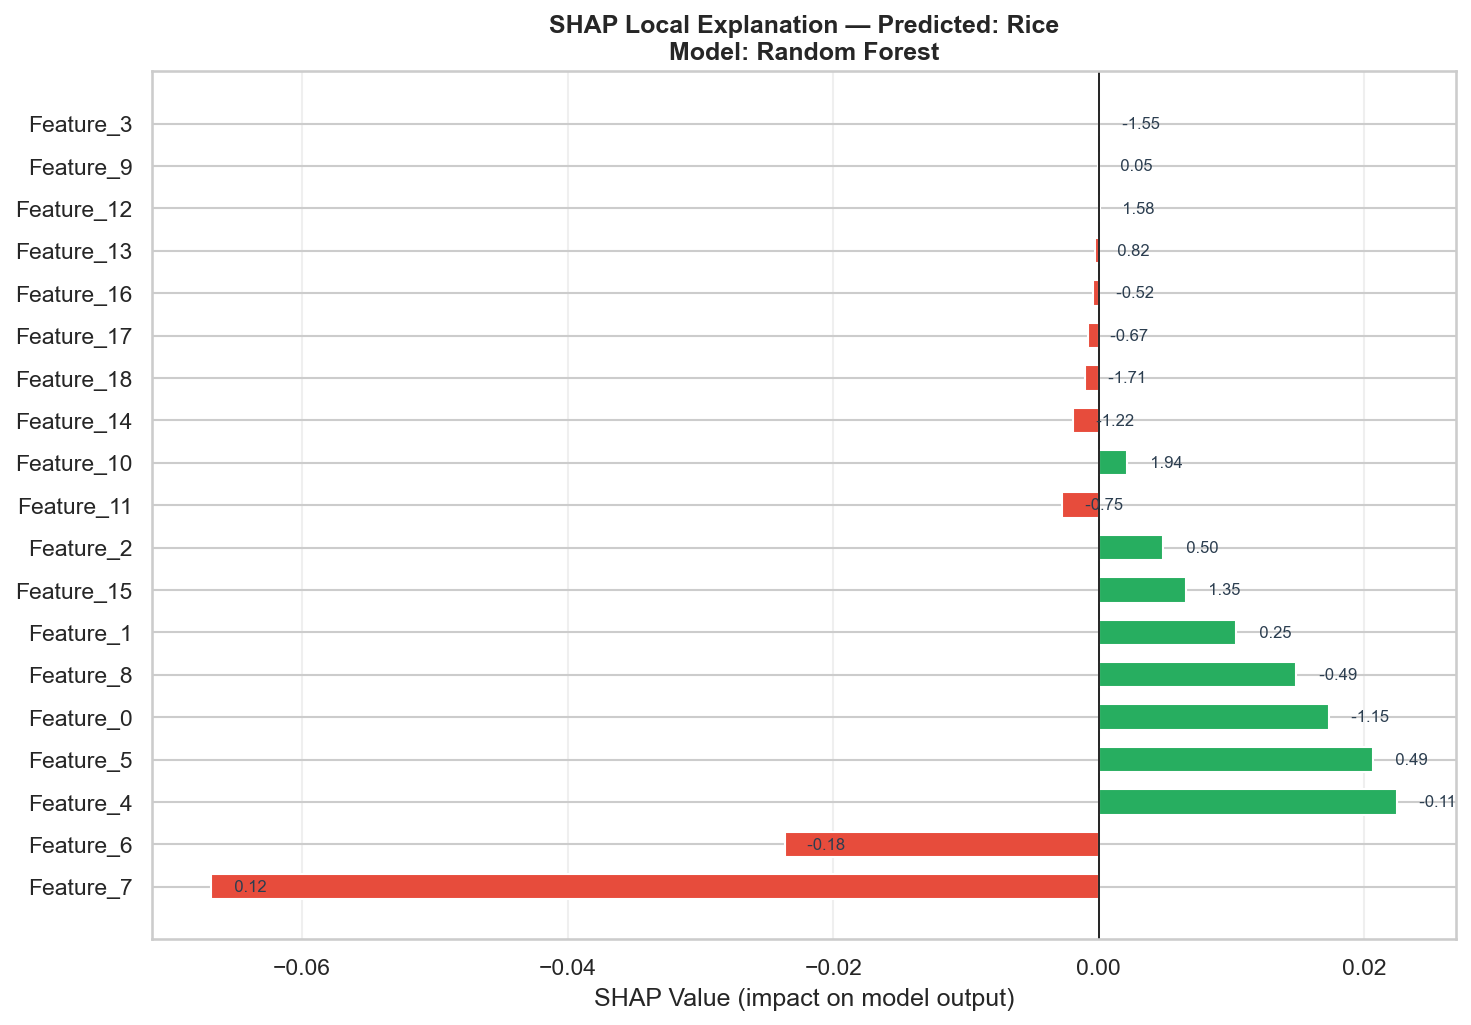 SHAP Local Explanation — Predicted: Rice
Model: Random Forest
Feature_3 -1.55
Feature_9 0.05
Feature_12 1.58
Feature_13 0.82
Feature_16 -0.52
Feature_17 -0.67
Feature_18 -1.71
Feature_14 -1.22
Feature_10 1.94
Feature_11 -0.75
Feature_2 0.50
Feature_15 1.35
Feature_1 0.25
Feature_8 -0.49
Feature_0 -1.15
Feature_5 0.49
Feature_4 -0.11
Feature_6 -0.18
Feature_7 0.12
−0.06 −0.04 −0.02 0.00 0.02
SHAP Value (impact on model output)